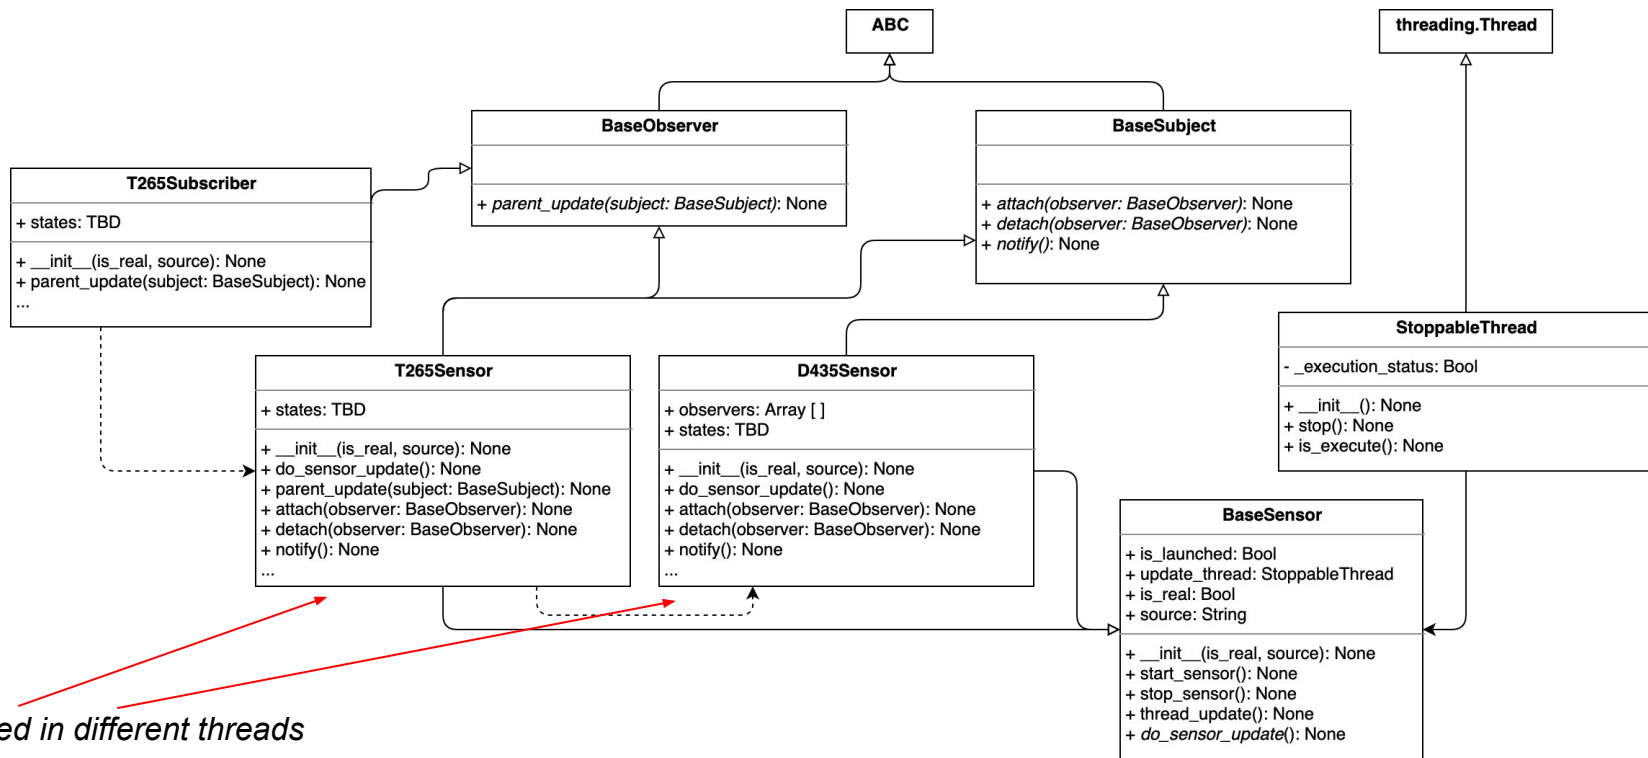 ABC
threading.Thread
BaseObserver
+ parent_update(subject: BaseSubject): None
BaseSubject
+ attach(observer: BaseObserver): None
+ detach(observer: BaseObserver): None
+ notify(): None
T265Subscriber
+ states: TBD
+ __init__(is_real, source): None
+ parent_update(subject: BaseSubject): None
...
StoppableThread
- _execution_status: Bool
+ __init__(): None
+ stop(): None
+ is_execute(): None
T265Sensor
+ states: TBD
+ __init__(is_real, source): None
+ do_sensor_update(): None
+ parent_update(subject: BaseSubject): None
+ attach(observer: BaseObserver): None
+ detach(observer: BaseObserver): None
+ notify(): None
...
D435Sensor
+ observers: Array [ ]
+ states: TBD
+ __init__(is_real, source): None
+ do_sensor_update(): None
+ attach(observer: BaseObserver): None
+ detach(observer: BaseObserver): None
+ notify(): None
...
BaseSensor
+ is_launched: Bool
+ update_thread: StoppableThread
+ is_real: Bool
+ source: String
+ __init__(is_real, source): None
+ start_sensor(): None
+ stop_sensor(): None
+ thread_update(): None
+ do_sensor_update(): None
ed in different threads